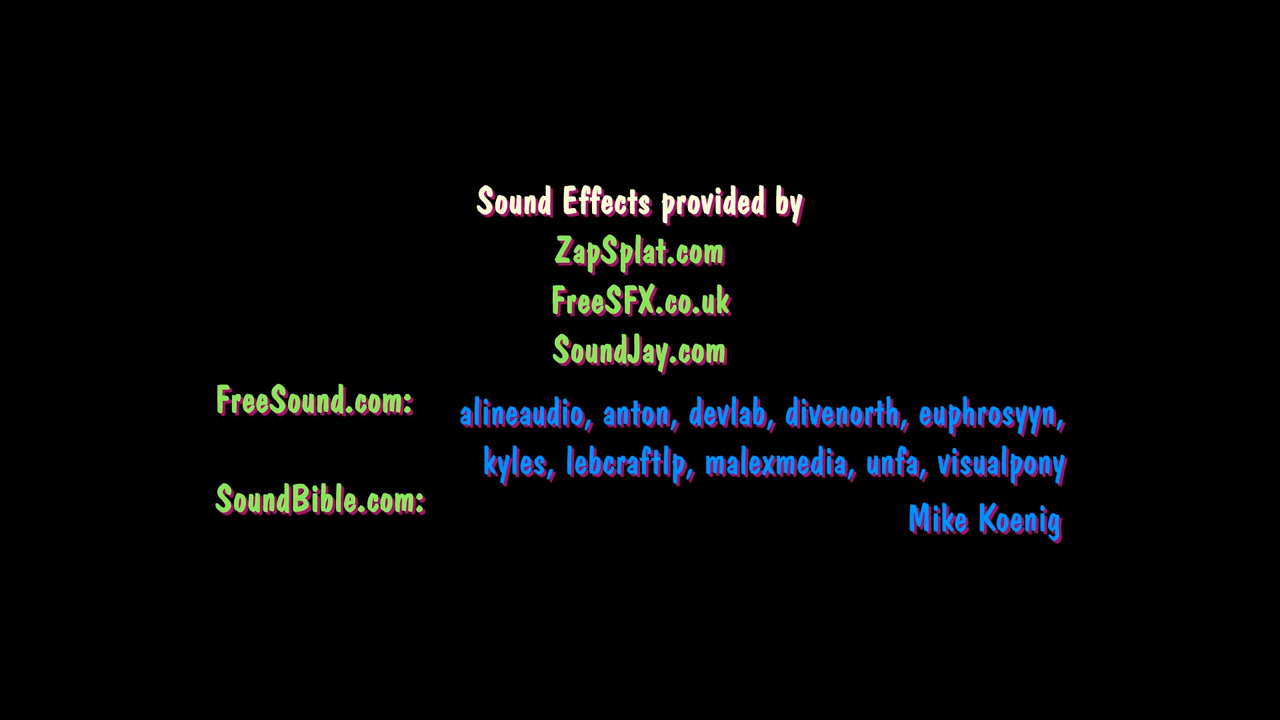 Sound Effects provided by
ZapSplat.com
FreeSFX.co.uk
SoundJay.com
FreeSound.com:
alineaudio, anton, devlab, divenorth, euphrosyyn,
kyles, lebcraftlp, malexmedia, unfa, visualpony
SoundBible.com:
Mike Koenig